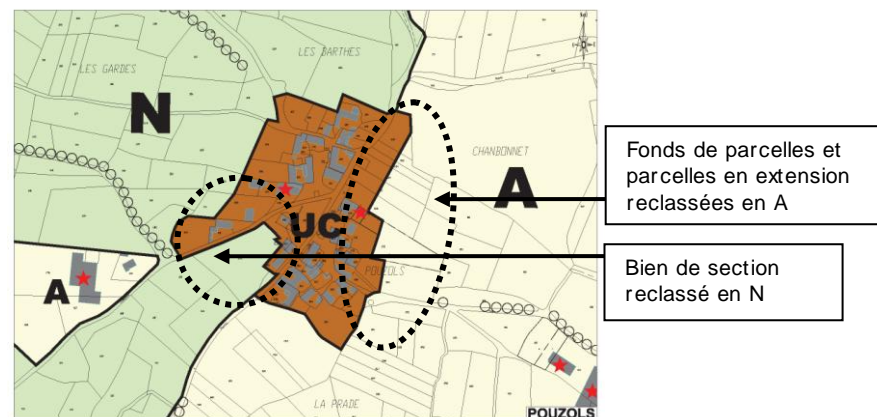 LES BARTHES
LES GARDES
N
CHANBONNET
A
Fonds de parcelles et
parcelles en extension
reclassées en A
UC
Bien de section
reclassé en N
POUZOLS
A
LA PRADE
POUZOLS